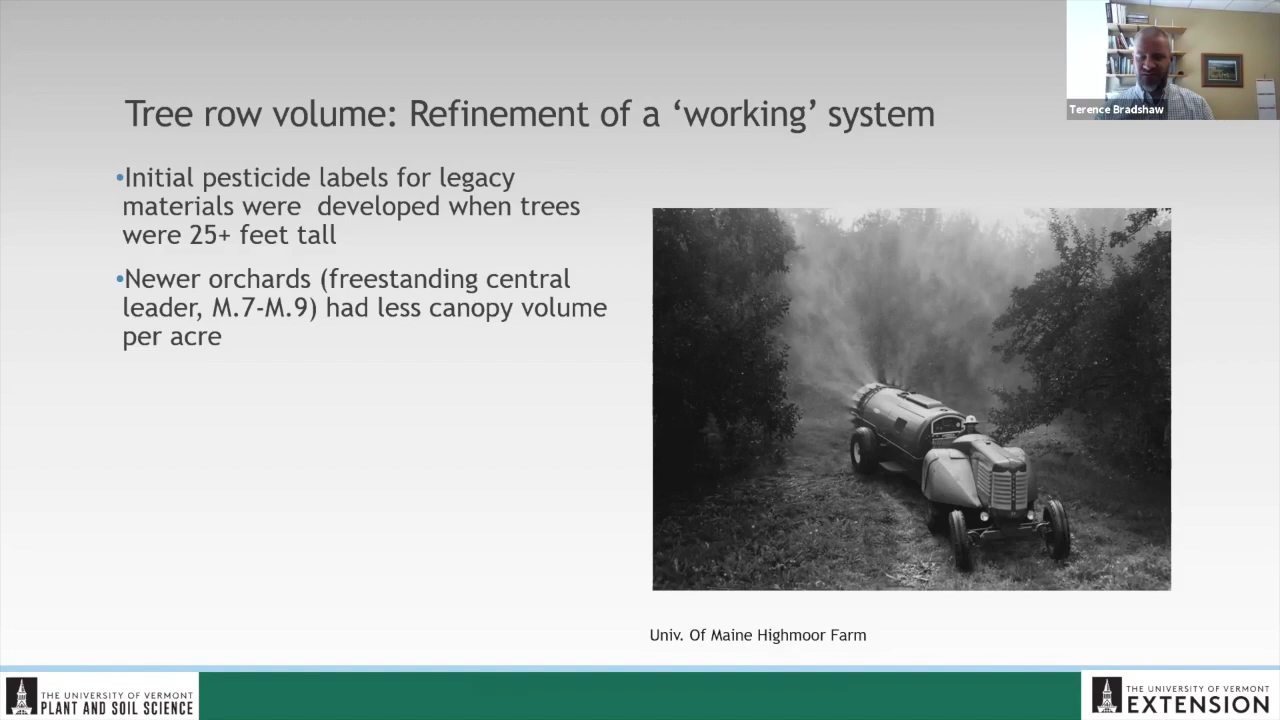 Terence Bradshaw
Tree row volume: Refinement of a ‘working’ system
•Initial pesticide labels for legacy
materials were  developed when trees
were 25+ feet tall
•Newer orchards (freestanding central
leader, M.7-M.9) had less canopy volume
per acre
Univ. Of Maine Highmoor Farm
THE UNIVERSITY OF VERMONT
PLANT AND SOIL SCIENCE
THE UNIVERSITY OF VERMONT
EXTENSION